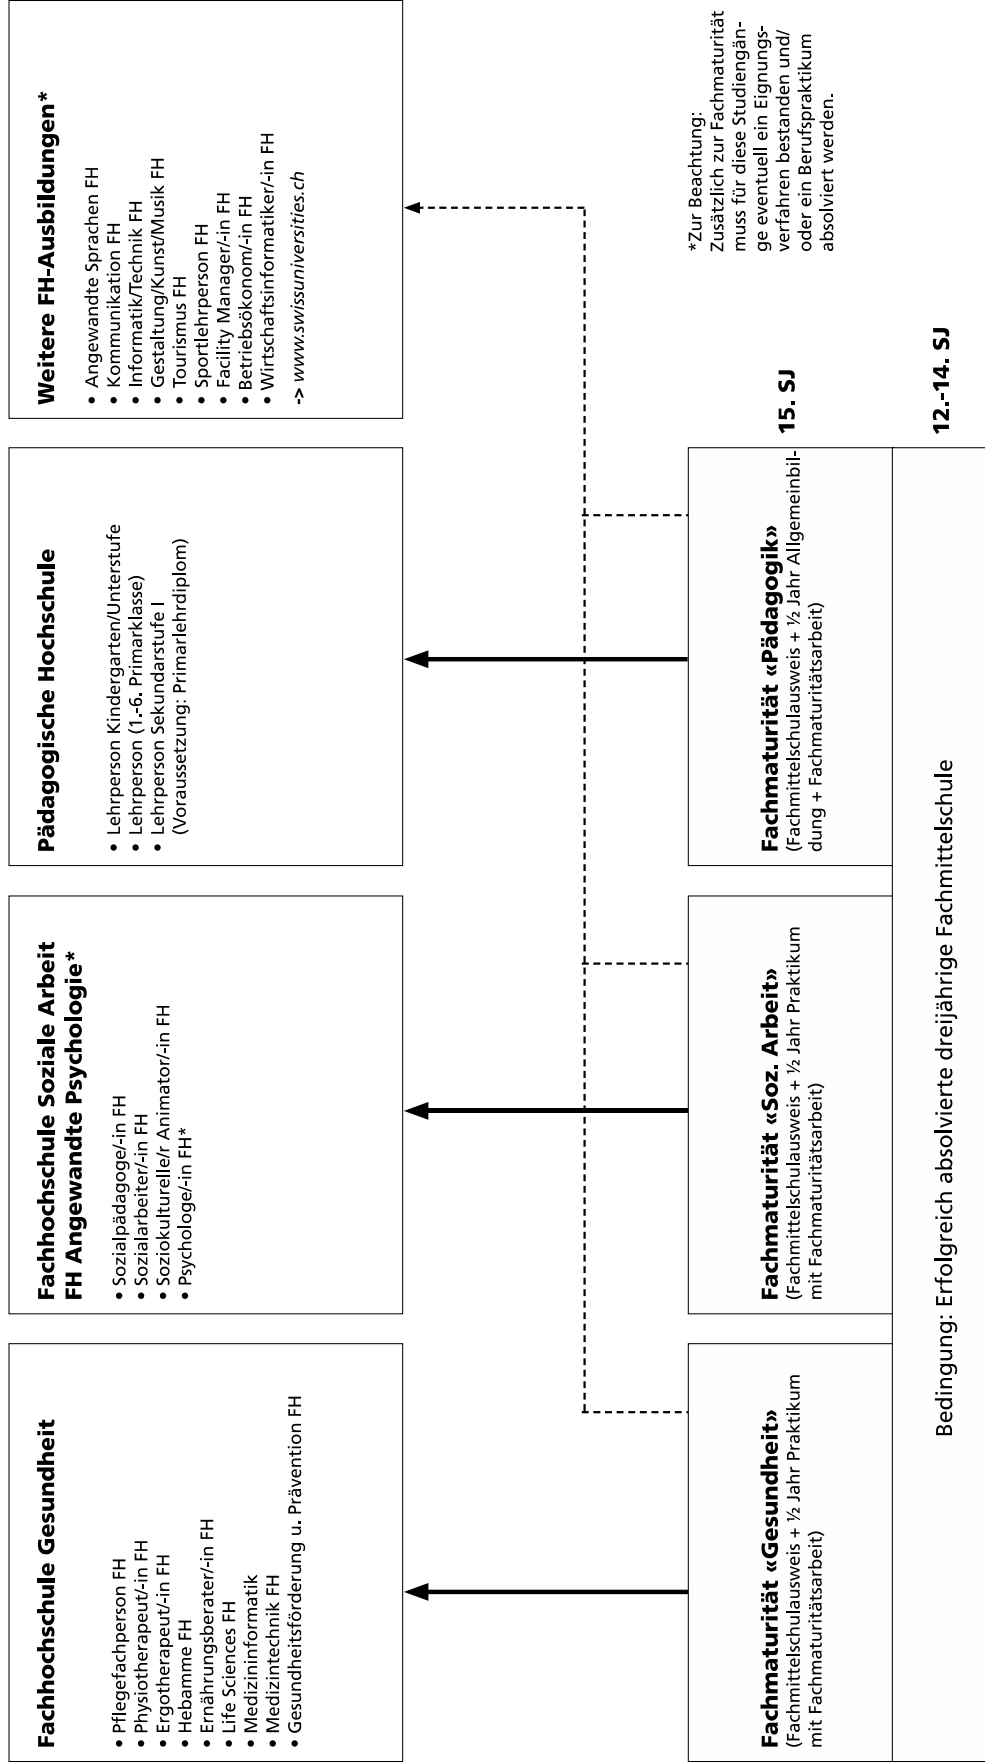 Fachhochschule Gesundheit
• Pflegefachperson FH
• Physiotherapeut/-in FH
• Ergotherapeut/-in FH
• Hebamme FH
• Ernährungsberater/-in FH
• Life Sciences FH
• Medizininformatik
• Medizintechnik FH
• Gesundheitsförderung u. Prävention FH
Fachhochschule Soziale Arbeit
FH Angewandte Psychologie*
• Sozialpädagoge/-in FH
• Sozialarbeiter/-in FH
• Soziokulturelle/r Animator/-in FH
• Psychologe/-in FH*
Pädagogische Hochschule
• Lehrperson Kindergarten/Unterstufe
• Lehrperson (1.-6. Primarklasse)
• Lehrperson Sekundarstufe I
(Voraussetzung: Primarlehrdiplom)
Weitere FH-Ausbildungen*
• Angewandte Sprachen FH
• Kommunikation FH
• Informatik/Technik FH
• Gestaltung/Kunst/Musik FH
• Tourismus FH
• Sportlehrperson FH
• Facility Manager/-in FH
• Betriebsökonom/-in FH
• Wirtschaftsinformatiker/-in FH
-> www.swissuniversities.ch
Fachmaturität «Gesundheit»
(Fachmittelschulausweis + ½ Jahr Praktikum
mit Fachmaturitätsarbeit)
Fachmaturität «Soz. Arbeit»
(Fachmittelschulausweis + ½ Jahr Praktikum
mit Fachmaturitätsarbeit)
Fachmaturität «Pädagogik»
(Fachmittelschulausweis + ½ Jahr Allgemeinbil-
dung + Fachmaturitätsarbeit)
15. SJ
*Zur Beachtung:
Zusätzlich zur Fachmaturität
muss für diese Studiengän-
ge eventuell ein Eignungs-
verfahren bestanden und/
oder ein Berufspraktikum
absolviert werden.
Bedingung: Erfolgreich absolvierte dreijährige Fachmittelschule
12.-14. SJ